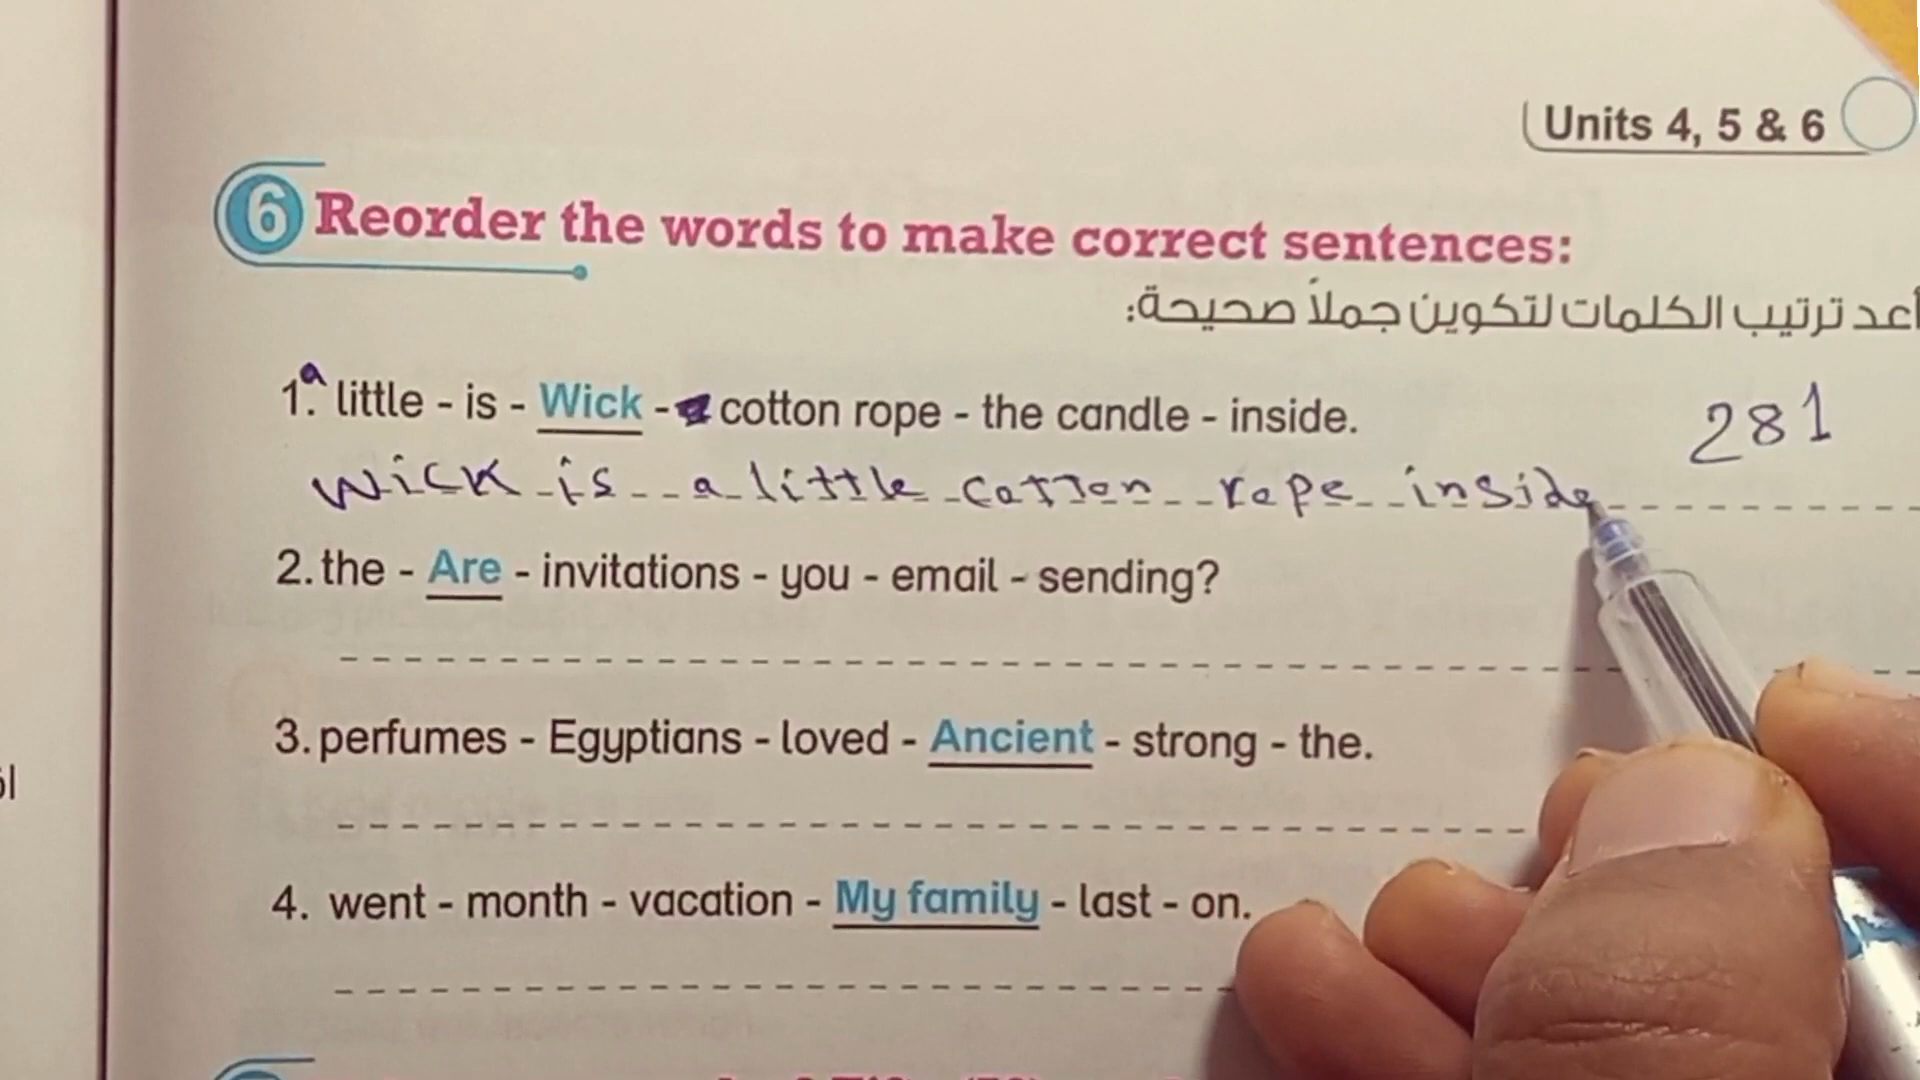 Units 4, 5 & 6
6 Reorder the words to make correct sentences:
أعد ترتيب الكلمات لتكوين جملاً صحيحة:
1. a little - is - Wick - cotton rope - the candle - inside.
281
Wick is a little cotton rope inside
2. the - Are - invitations - you - email - sending?
3. perfumes - Egyptians - loved - Ancient - strong - the.
4. went - month - vacation - My family - last - on.